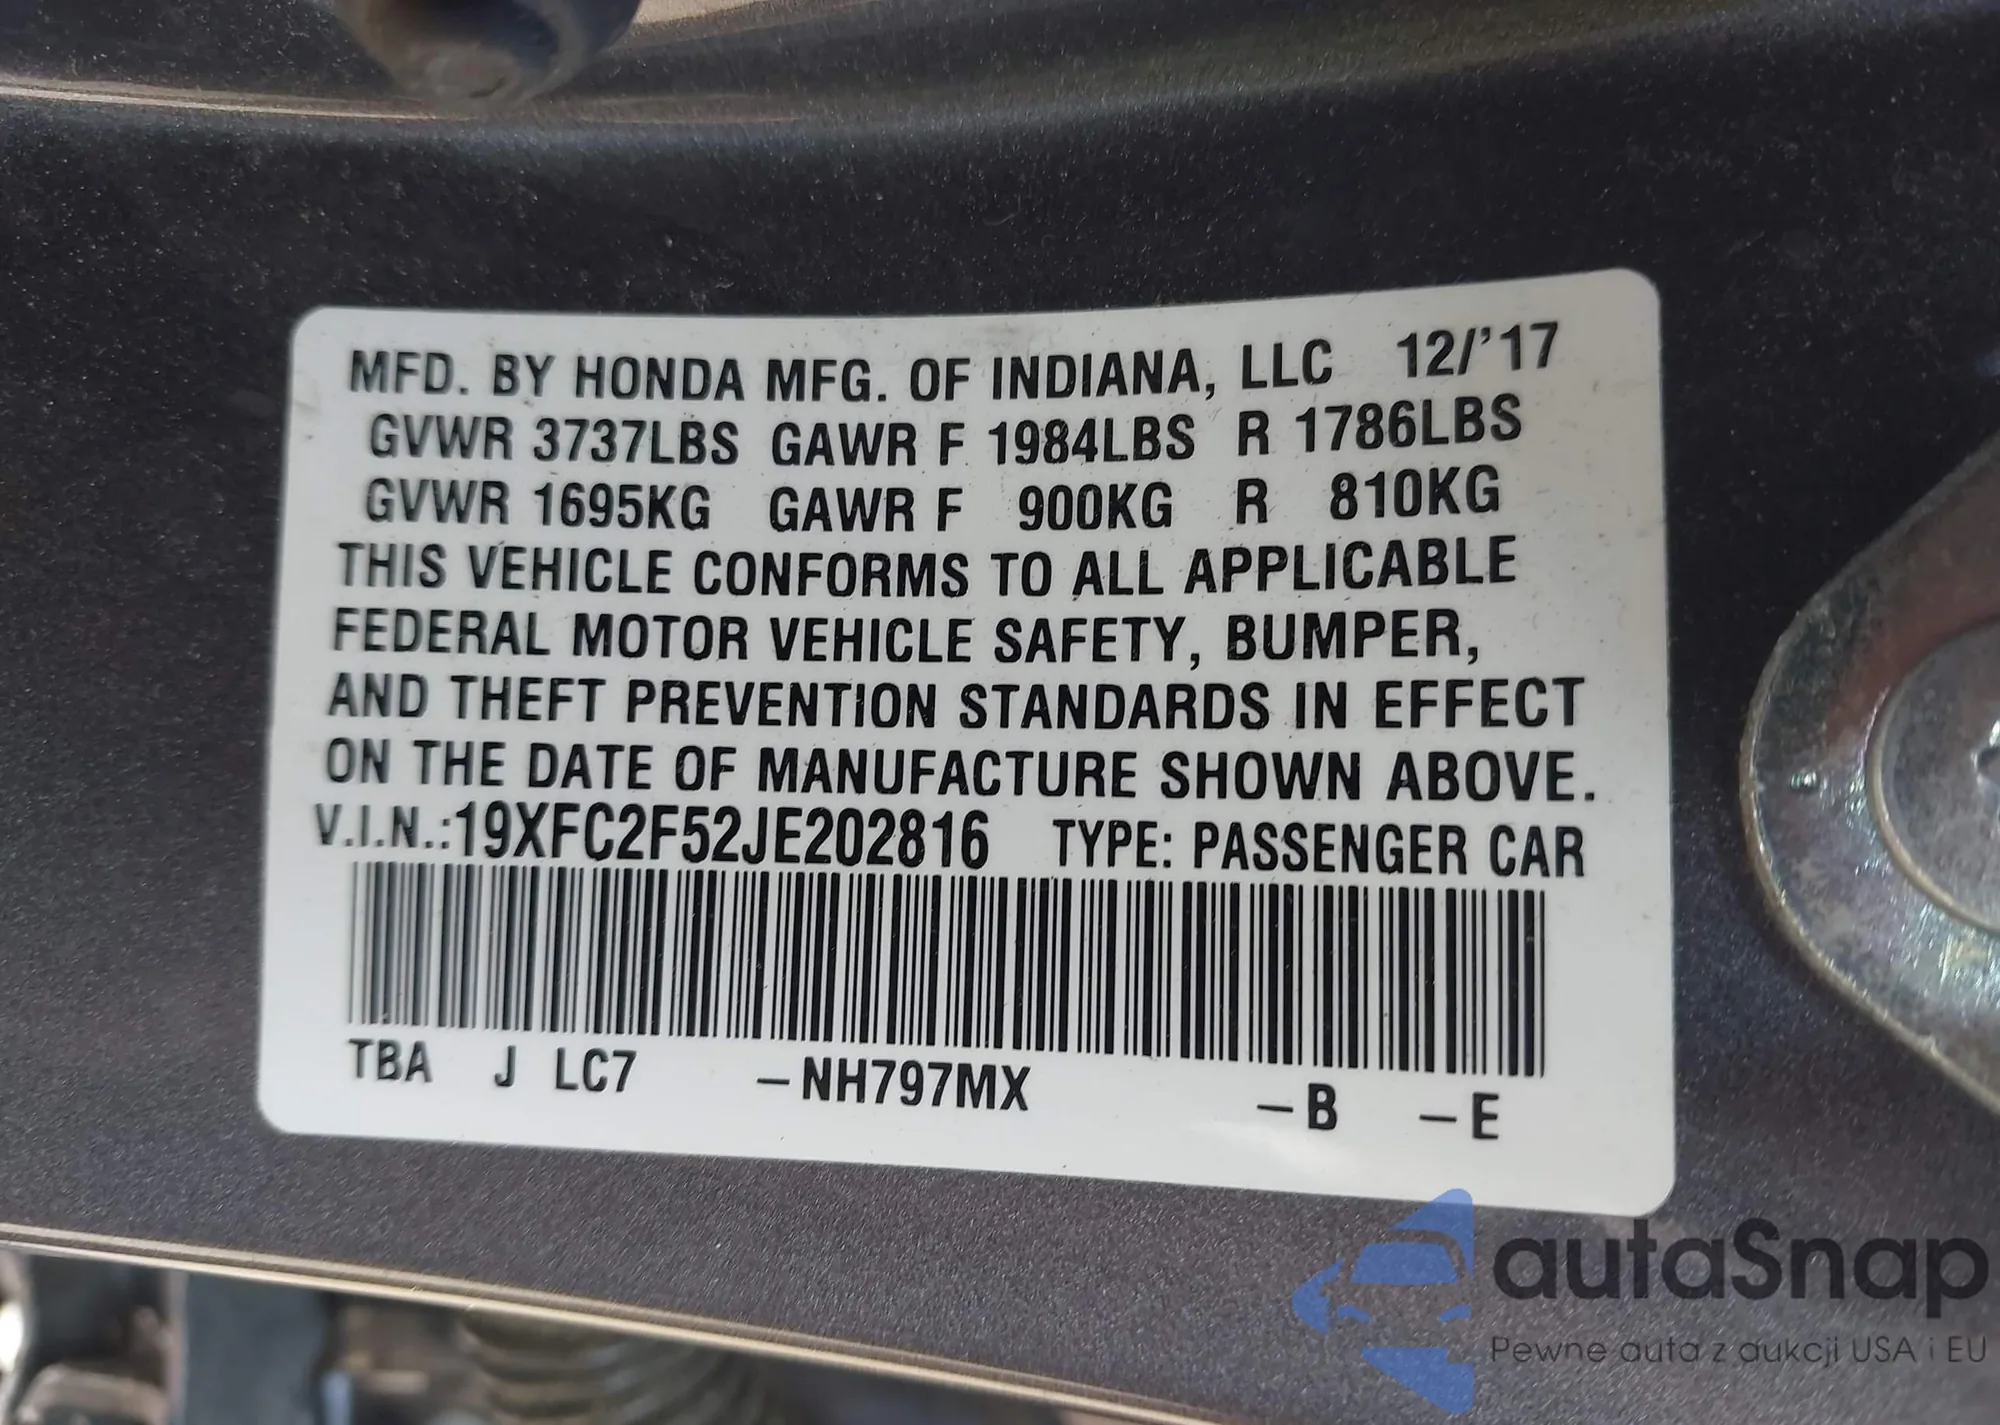 MFD. BY HONDA MFG. OF INDIANA, LLC 12/'17
GVWR 3737LBS GAWR F 1984LBS R 1786LBS
GVWR 1695KG GAWR F 900KG R 810KG
THIS VEHICLE CONFORMS TO ALL APPLICABLE
FEDERAL MOTOR VEHICLE SAFETY, BUMPER,
AND THEFT PREVENTION STANDARDS IN EFFECT
ON THE DATE OF MANUFACTURE SHOWN ABOVE.
V.I.N.:19XFC2F52JE202816 TYPE: PASSENGER CAR
TBA J LC7 –NH797MX –B –E
autaSnap
Pewne auta z aukcji USA i EU